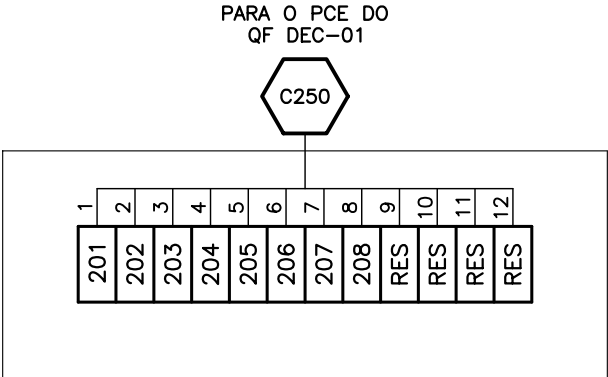 PARA O PCE DO
QF DEC-01
C250
1 2 3 4 5 6 7 8 9 10 11 12
201 202 203 204 205 206 207 208 RES RES RES RES